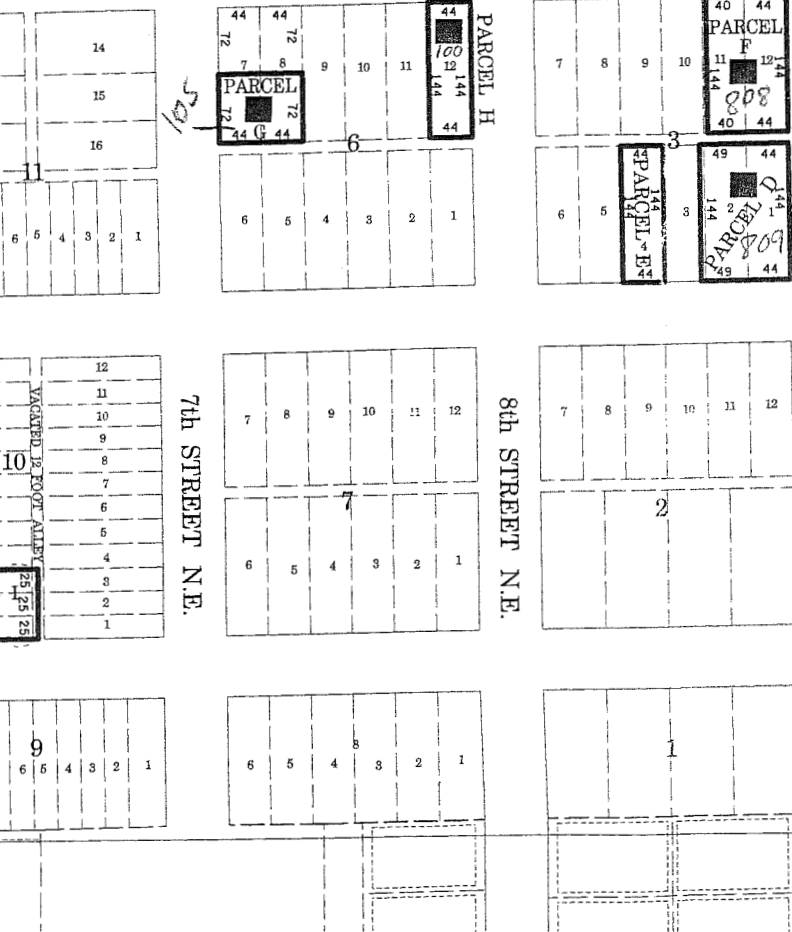 44 44 44 40 44
14 72 72 100 PARCEL H PARCEL F
7 8 9 10 11 12 7 8 9 10 11 12
144 144 144 144
15 PARCEL G 808
105 72 72
44 44 44 40 44
16 6 3
11 44 49 44
PARCEL E 144 144 PARCEL D 144 144
6 5 4 3 2 1 6 5 4 3 2 1 6 5 4 3 2 1
809
44 49 44
12
11
10
9
8
7
6
5
4
3
2
1
10 VACATED 12 FOOT ALLEY
I 25 25 25
7th STREET N.E.
7 8 9 10 11 12
7
6 5 4 3 2 1
8th STREET N.E.
7 8 9 10 11 12
2
9 8 1
6 5 4 3 2 1 6 5 4 3 2 1